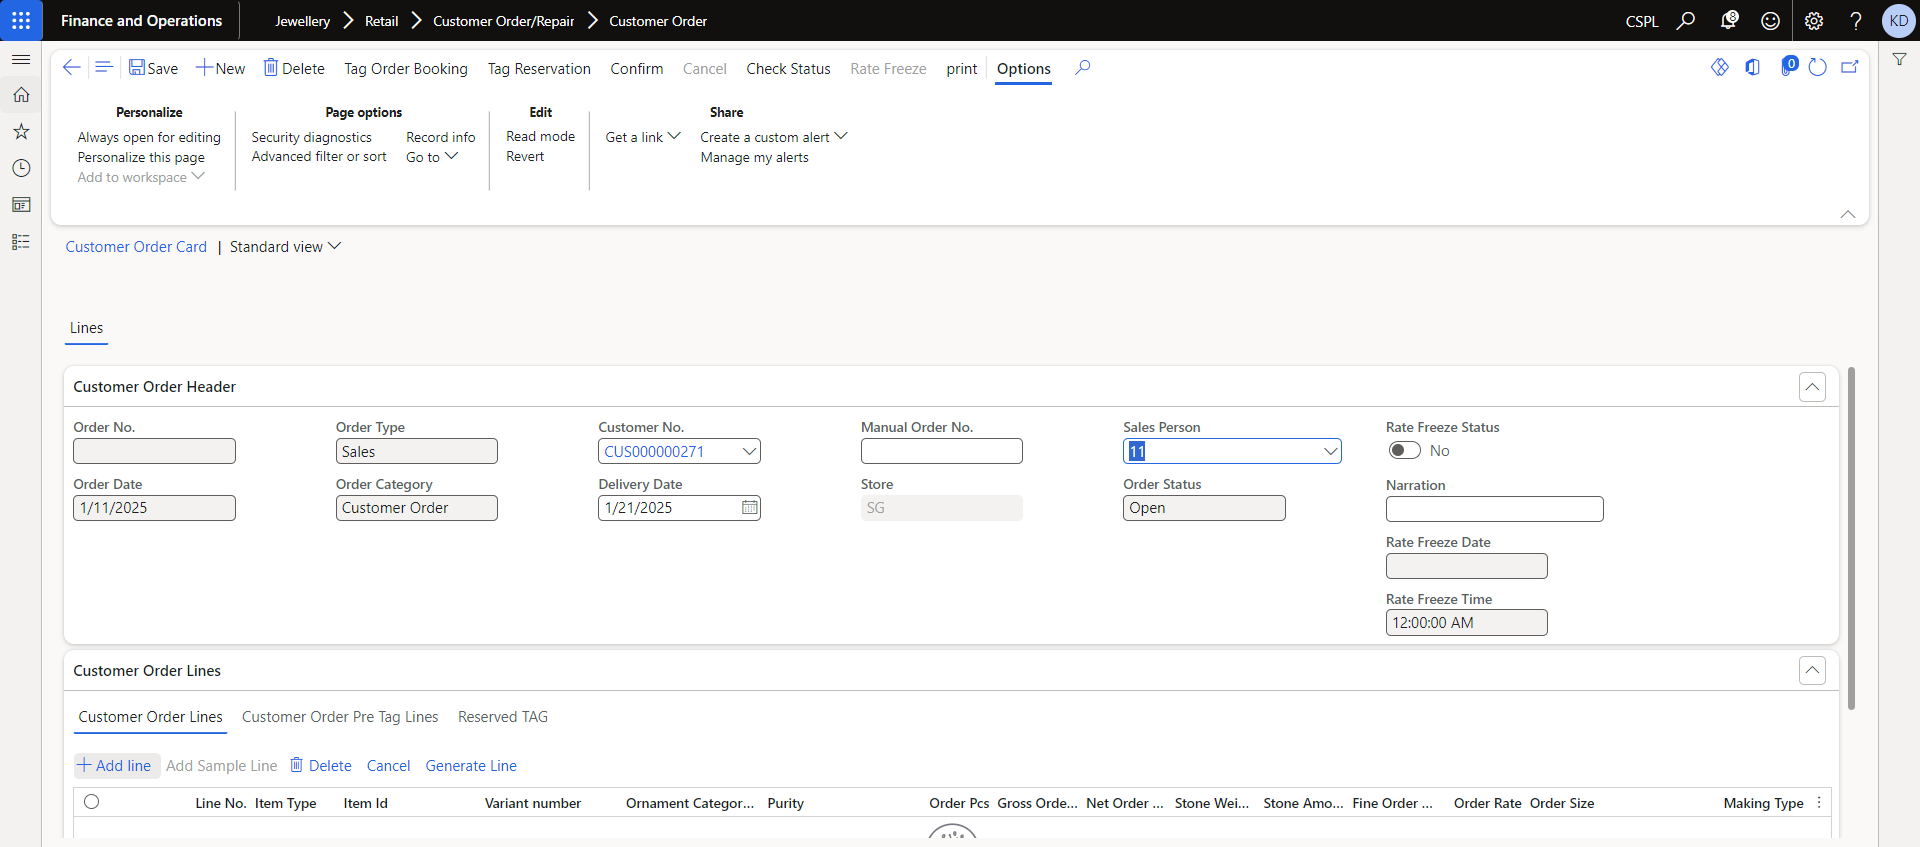 Finance and Operations
Jewellery Retail Customer Order/Repair Customer Order
CSPL
8
KD
Save New Delete Tag Order Booking Tag Reservation Confirm Cancel Check Status Rate Freeze print Options
0
Personalize
Always open for editing
Personalize this page
Add to workspace
Page options
Security diagnostics Record info
Advanced filter or sort Go to
Edit
Read mode
Revert
Share
Get a link Create a custom alert
Manage my alerts
Customer Order Card | Standard view
Lines
Customer Order Header
Order No. Order Type Customer No. Manual Order No. Sales Person Rate Freeze Status
Sales CUS000000271 11 No
Order Date Order Category Delivery Date Store Order Status Narration
1/11/2025 Customer Order 1/21/2025 SG Open
Rate Freeze Date
Rate Freeze Time
12:00:00 AM
Customer Order Lines
Customer Order Lines Customer Order Pre Tag Lines Reserved TAG
Add line Add Sample Line Delete Cancel Generate Line
Line No. Item Type Item Id Variant number Ornament Categor... Purity Order Pcs Gross Orde... Net Order ... Stone Wei... Stone Amo... Fine Order ... Order Rate Order Size Making Type